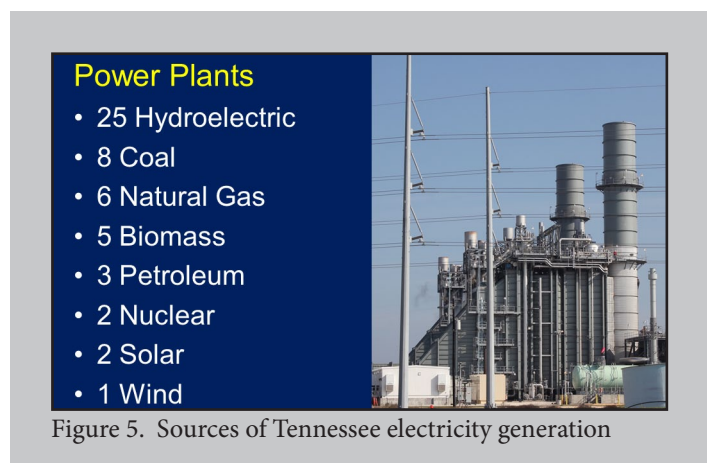 Power Plants
• 25 Hydroelectric
• 8 Coal
• 6 Natural Gas
• 5 Biomass
• 3 Petroleum
• 2 Nuclear
• 2 Solar
• 1 Wind
Figure 5. Sources of Tennessee electricity generation